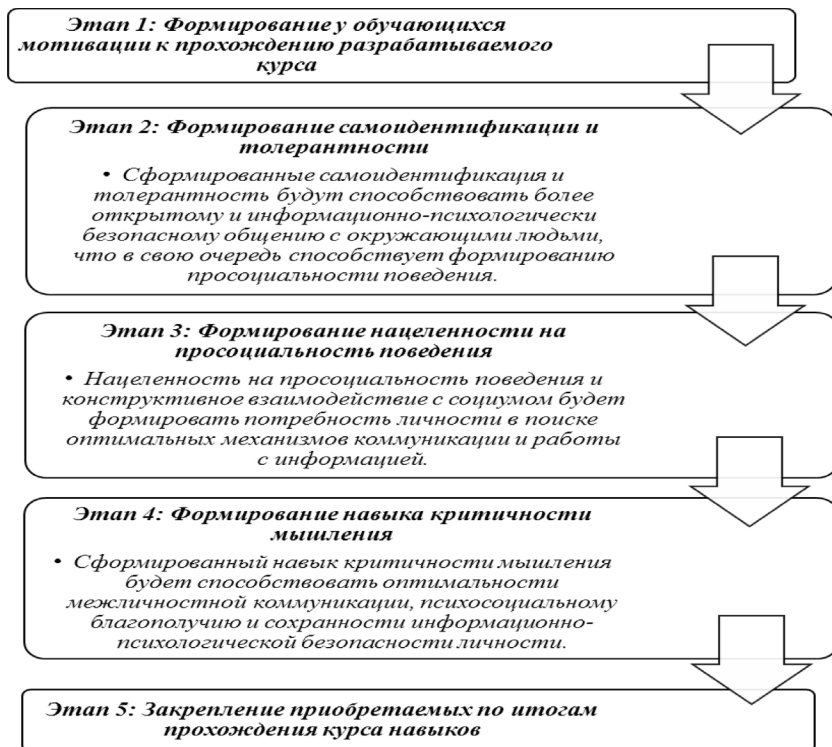 Этап 1: Формирование у обучающихся
мотивации к прохождению разрабатываемого
курса
Этап 2: Формирование самоидентификации и
толерантности
• Сформированные самоидентификация и
толерантность будут способствовать более
открытому и информационно-психологически
безопасному общению с окружающими людьми,
что в свою очередь способствует формированию
просоциальности поведения.
Этап 3: Формирование нацеленности на
просоциальность поведения
• Нацеленность на просоциальность поведения и
конструктивное взаимодействие с социумом будет
формировать потребность личности в поиске
оптимальных механизмов коммуникации и работы
с информацией.
Этап 4: Формирование навыка критичности
мышления
• Сформированный навык критичности мышления
будет способствовать оптимальности
межличностной коммуникации, психосоциальному
благополучию и сохранности информационно-
психологической безопасности личности.
Этап 5: Закрепление приобретаемых по итогам
прохождения курса навыков